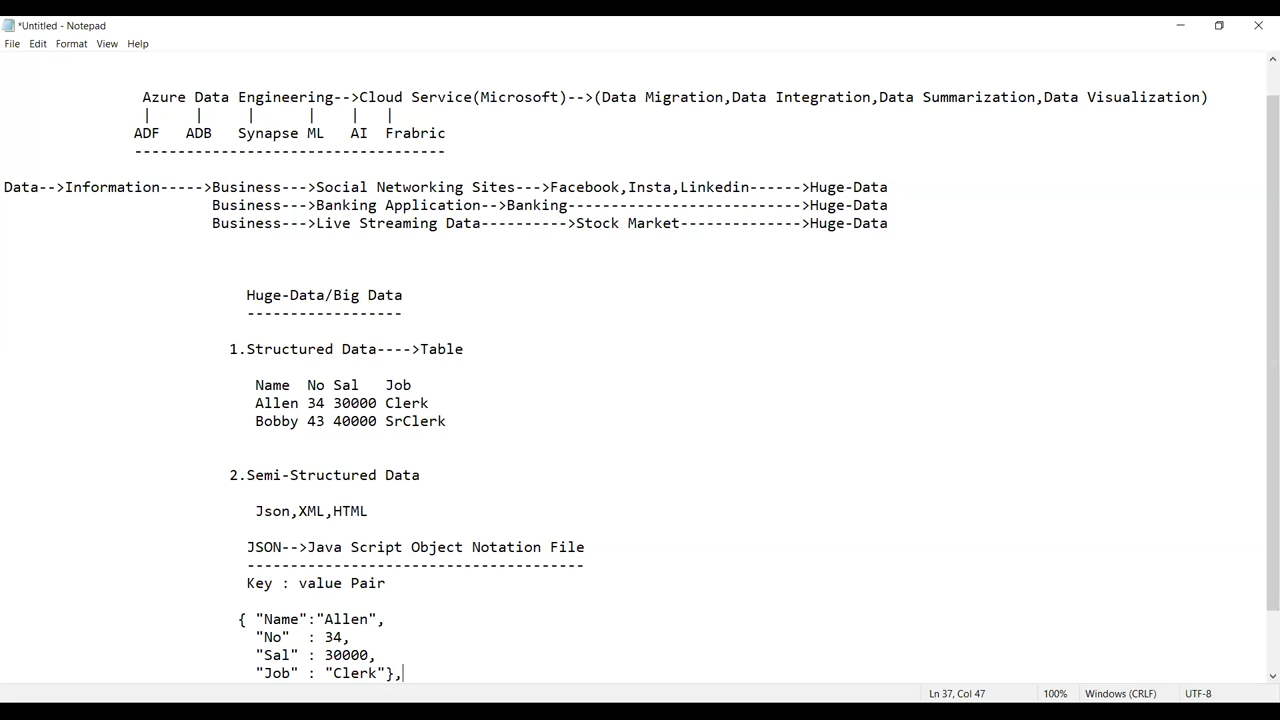 *Untitled - Notepad
File Edit Format View Help
Azure Data Engineering-->Cloud Service(Microsoft)-->(Data Migration,Data Integration,Data Summarization,Data Visualization)
| | | | | |
ADF ADB Synapse ML AI Frabric
------------------------------------
Data-->Information----->Business--->Social Networking Sites--->Facebook,Insta,Linkedin------>Huge-Data
Business--->Banking Application-->Banking--------------------------->Huge-Data
Business--->Live Streaming Data---------->Stock Market-------------->Huge-Data
Huge-Data/Big Data
------------------
1.Structured Data---->Table
Name No Sal Job
Allen 34 30000 Clerk
Bobby 43 40000 SrClerk
2.Semi-Structured Data
Json,XML,HTML
JSON-->Java Script Object Notation File
---------------------------------------
Key : value Pair
{ "Name":"Allen",
"No" : 34,
"Sal" : 30000,
"Job" : "Clerk"},
Ln 37, Col 47 100% Windows (CRLF) UTF-8